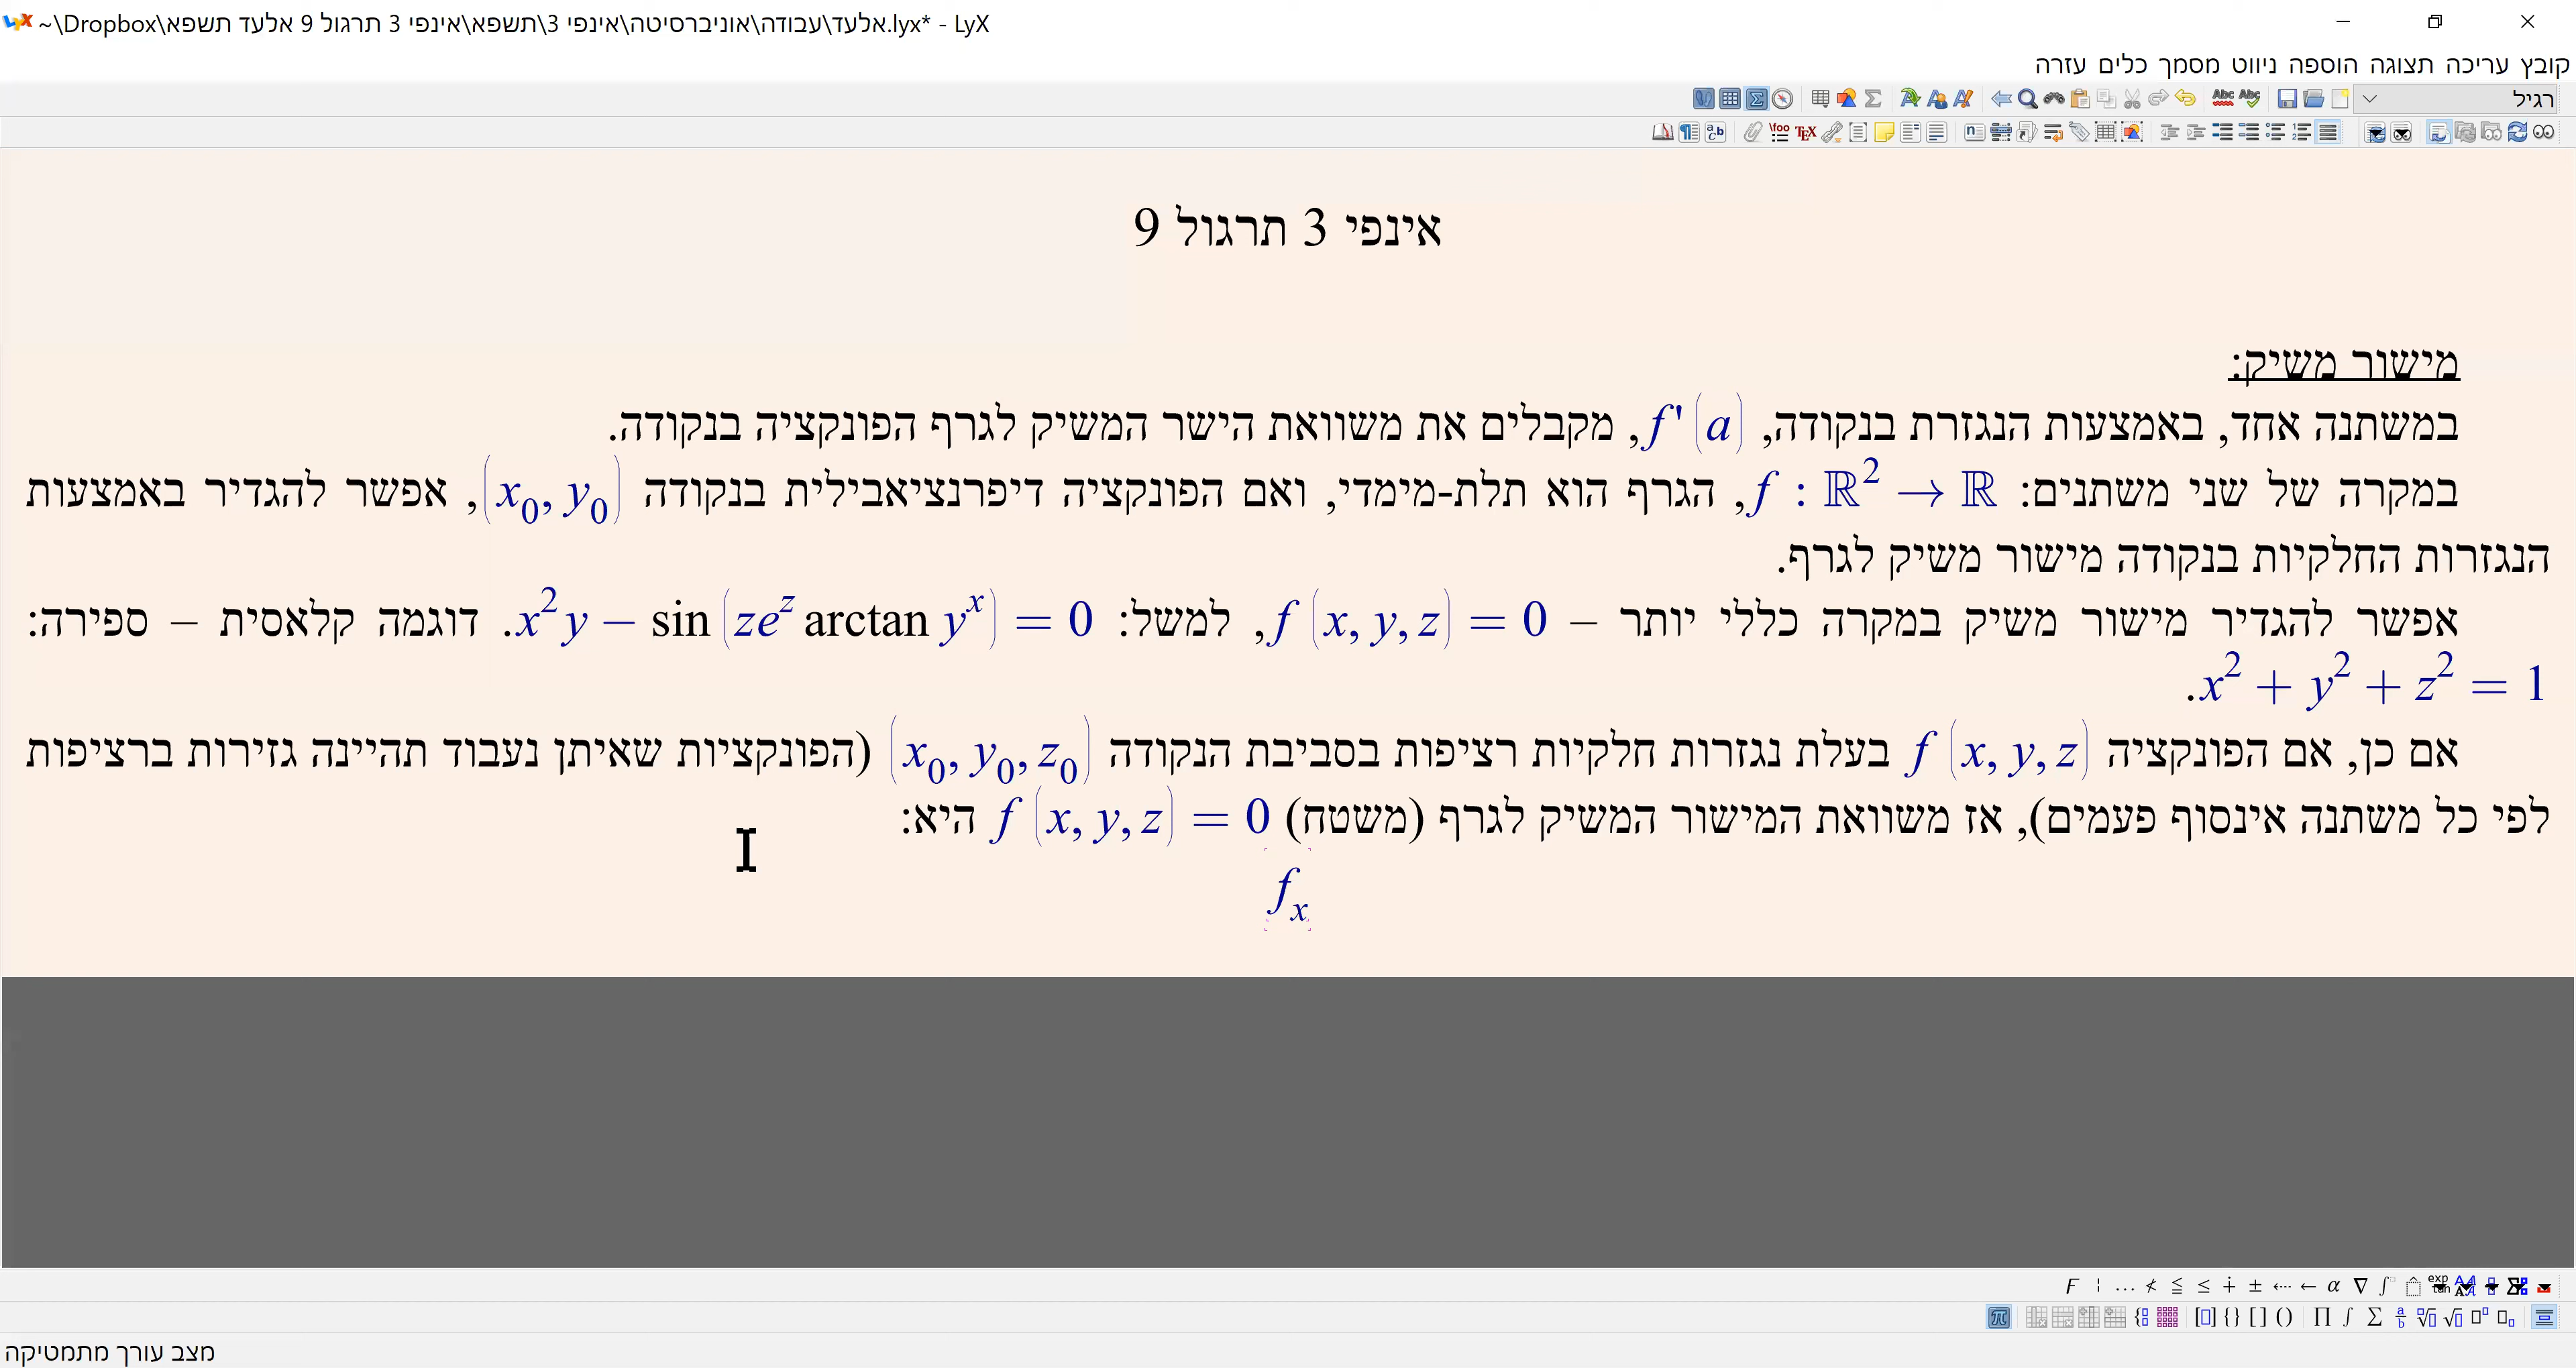 ~\Dropbox\אלעד\עבודה\אוניברסיטה\אינפי 3\תשפא\אינפי 3 תרגול 9 אלעד תשפא.lyx* - LyX
קובץ עריכה תצוגה הוספה ניווט מסמך כלים עזרה
רגיל
אינפי 3 תרגול 9
מישור משיק:
במשתנה אחד, באמצעות הנגזרת בנקודה, f'(a), מקבלים את משוואת הישר המשיק לגרף הפונקציה בנקודה.
במקרה של שני משתנים: f : ℝ² → ℝ, הגרף הוא תלת-מימדי, ואם הפונקציה דיפרנציאבילית בנקודה (x₀, y₀), אפשר להגדיר באמצעות
הנגזרות החלקיות בנקודה מישור משיק לגרף.
אפשר להגדיר מישור משיק במקרה כללי יותר – f (x, y, z) = 0, למשל: x²y − sin (ze^z arctan y^x) = 0. דוגמה קלאסית – ספירה:
x² + y² + z² = 1.
אם כן, אם הפונקציה f (x, y, z) בעלת נגזרות חלקיות רציפות בסביבת הנקודה (x₀, y₀, z₀) (הפונקציות שאיתן נעבוד תהיינה גזירות ברציפות
לפי כל משתנה אינסוף פעמים), אז משוואת המישור המשיק לגרף (משטח) f (x, y, z) = 0 היא:
fₓ
מצב עורך מתמטיקה